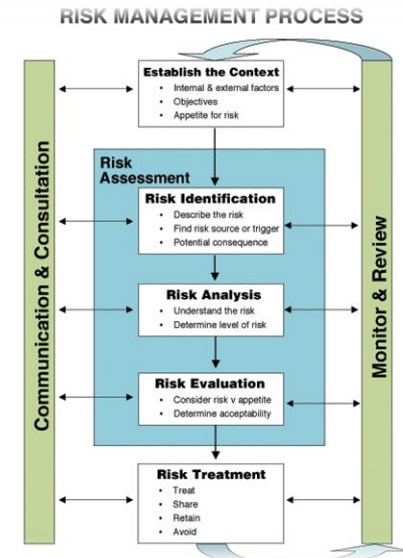 RISK MANAGEMENT PROCESS
Establish the Context
• Internal & external factors
• Objectives
• Appetite for risk
Risk
Assessment
Risk Identification
• Describe the risk
• Find risk source or trigger
• Potential consequence
Risk Analysis
• Understand the risk
• Determine level of risk
Risk Evaluation
• Consider risk v appetite
• Determine acceptability
Risk Treatment
• Treat
• Share
• Retain
• Avoid
Communication & Consultation
Monitor & Review